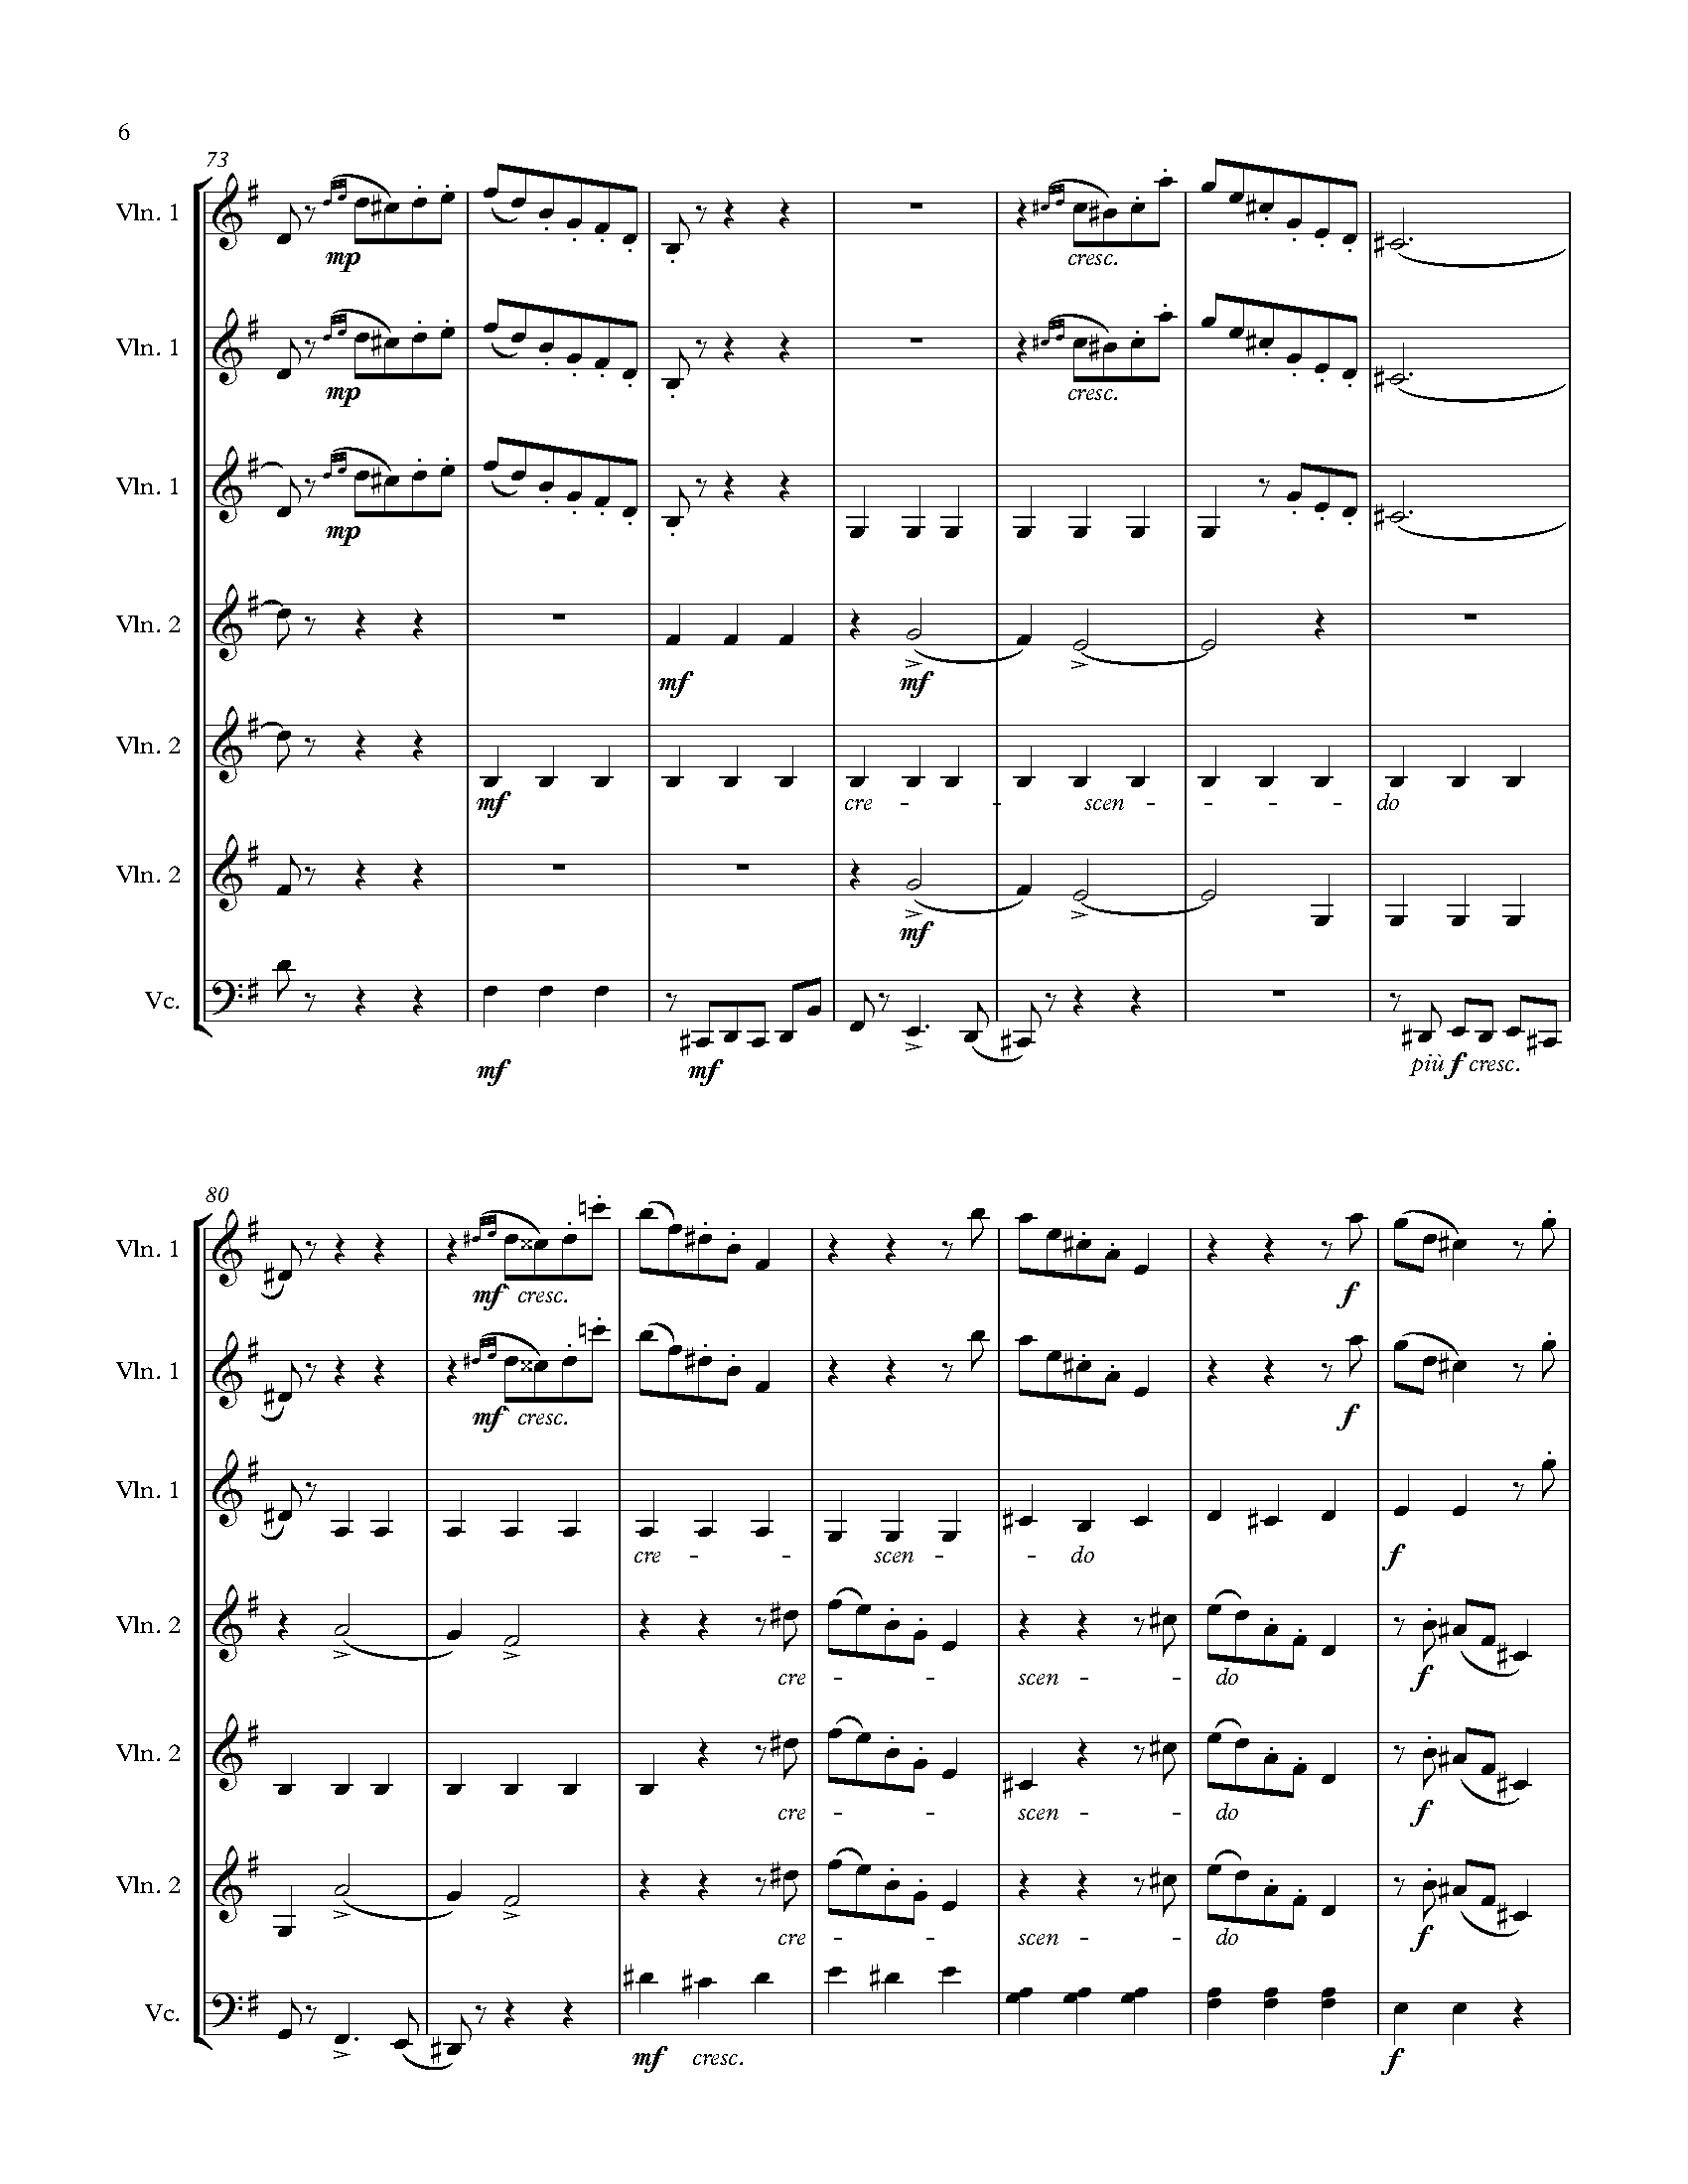 6
73
Vln. 1
mp
cresc.
Vln. 1
mp
cresc.
Vln. 1
mp
Vln. 2
mf mf
Vln. 2
mf cre - - scen - - - - do
Vln. 2
mf
Vc.
mf mf più f cresc.
80
Vln. 1
mf cresc. f
Vln. 1
mf cresc. f
Vln. 1
cre - - scen - - do f
Vln. 2
cre - - scen - - do f
Vln. 2
cre - - scen - - do f
Vln. 2
cre - - scen - - do f
Vc.
mf cresc. f